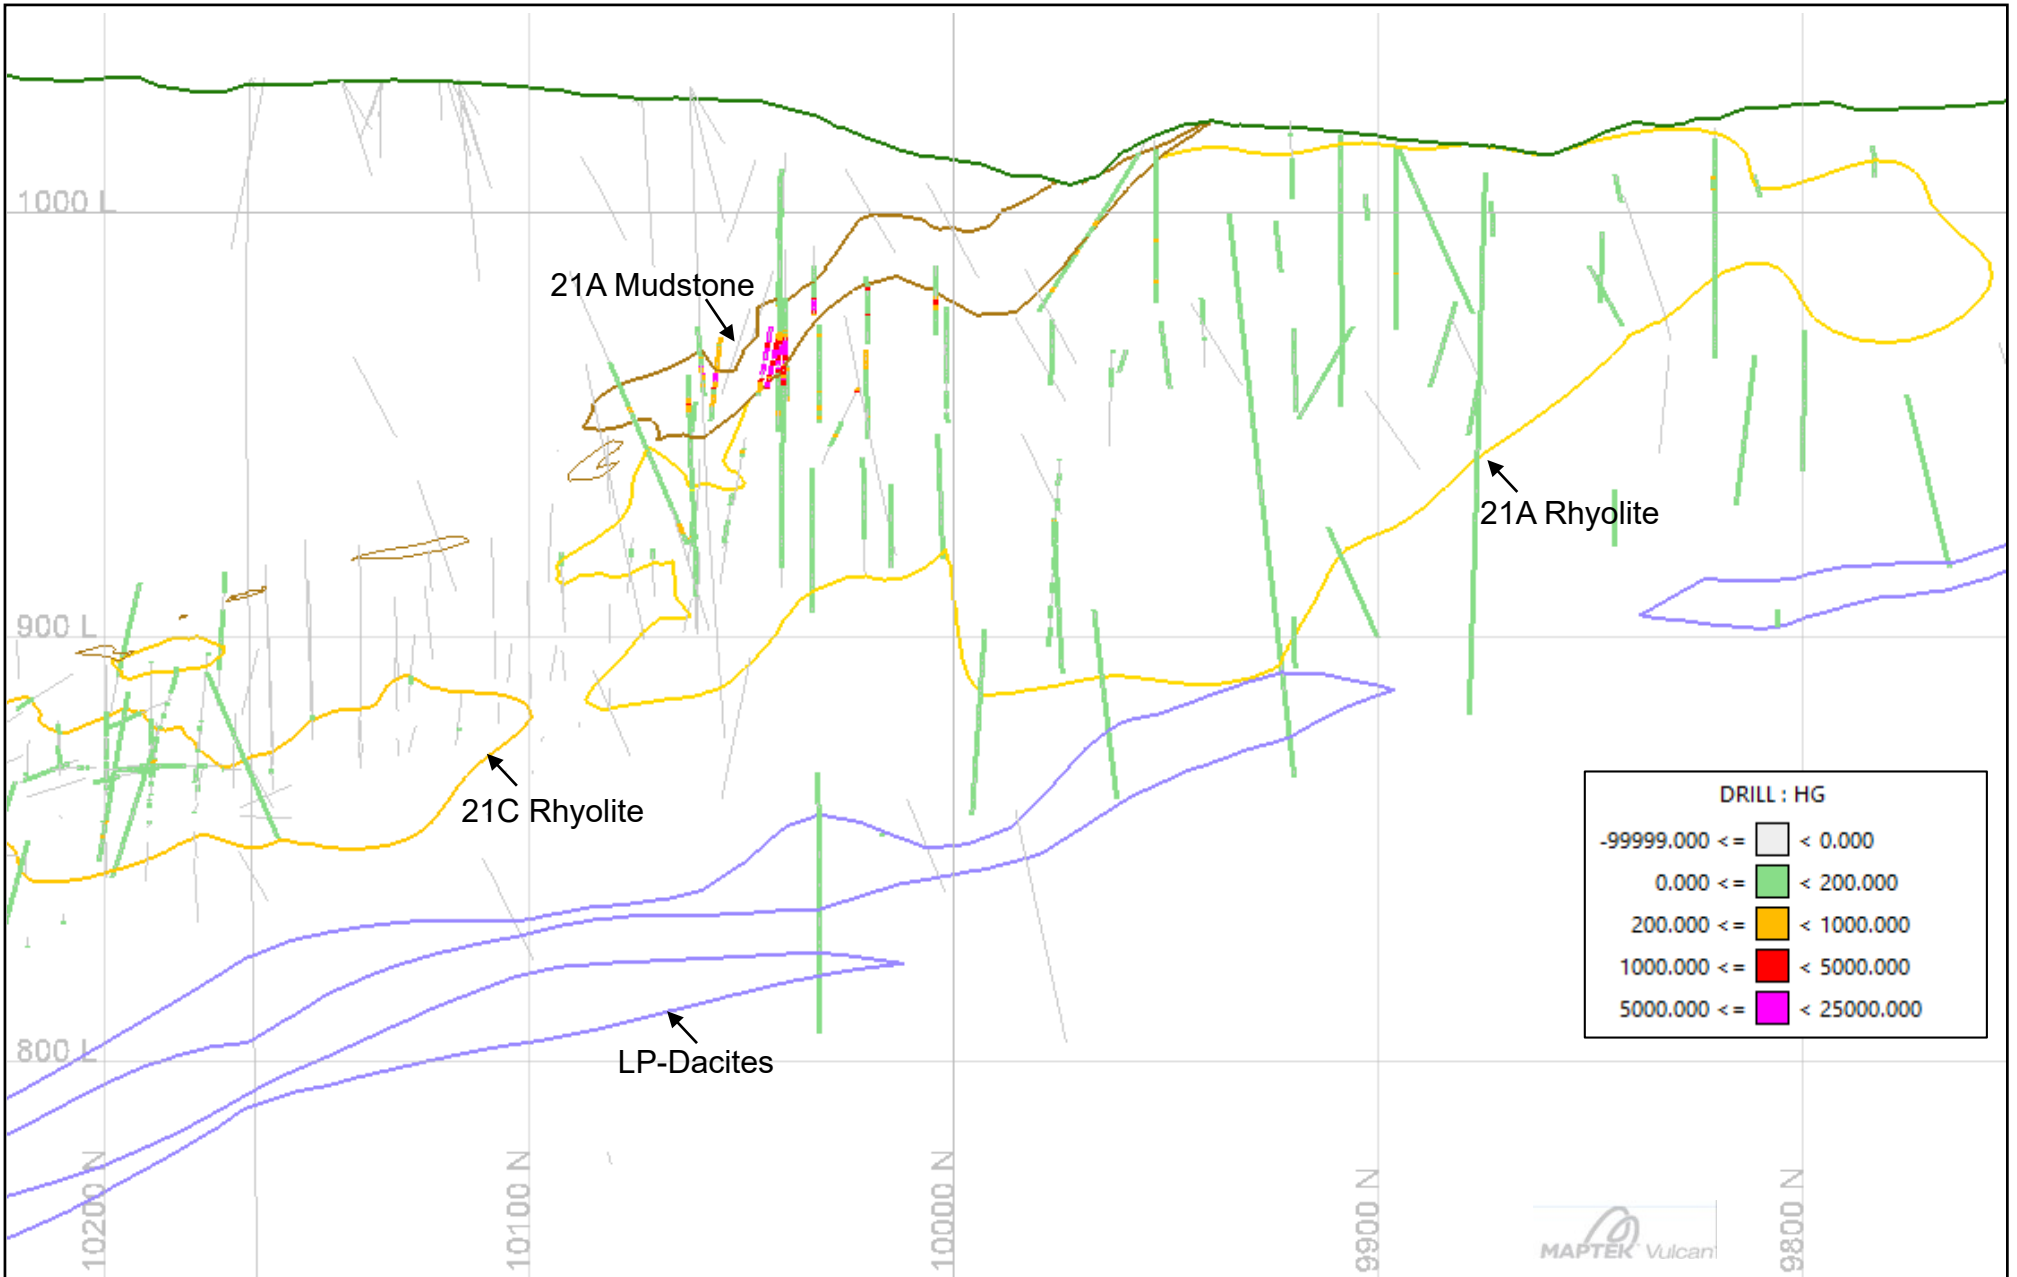 1000 L
21A Mudstone
21A Rhyolite
900 L
21C Rhyolite
DRILL : HG
-99999.000 <= < 0.000
0.000 <= < 200.000
200.000 <= < 1000.000
1000.000 <= < 5000.000
5000.000 <= < 25000.000
800 L
LP-Dacites
10200 N
10100 N
10000 N
9900 N
9800 N
MAPTEK Vulcan